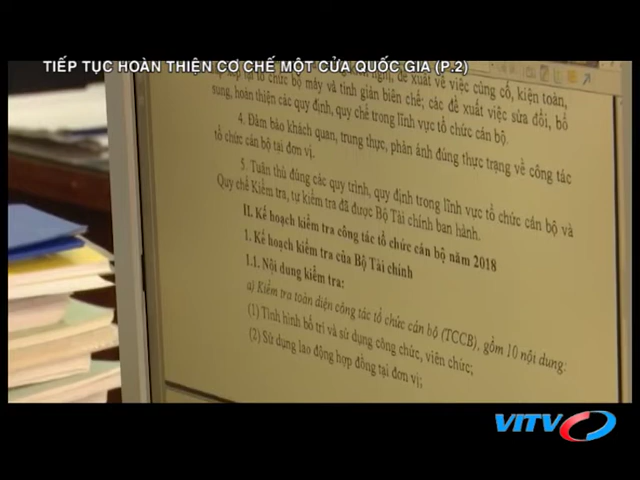 TIẾP TỤC HOÀN THIỆN CƠ CHẾ MỘT CỬA QUỐC GIA (P.2)
đề xuất về việc củng cố, kiện toàn,
tổ chức bộ máy và tinh giản biên chế; các đề xuất việc sửa đổi, bổ
sung, hoàn thiện các quy định, quy chế trong lĩnh vực tổ chức cán bộ.
4. Đảm bảo khách quan, trung thực, phản ánh đúng thực trạng về công tác
tổ chức cán bộ tại đơn vị.
5. Tuân thủ đúng các quy trình, quy định trong lĩnh vực tổ chức cán bộ và
Quy chế Kiểm tra, tự kiểm tra đã được Bộ Tài chính ban hành.
II. Kế hoạch kiểm tra công tác tổ chức cán bộ năm 2018
1. Kế hoạch kiểm tra của Bộ Tài chính
1.1. Nội dung kiểm tra:
a) Kiểm tra toàn diện công tác tổ chức cán bộ (TCCB), gồm 10 nội dung:
(1) Tình hình bố trí và sử dụng công chức, viên chức;
(2) Sử dụng lao động hợp đồng tại đơn vị;
VITV